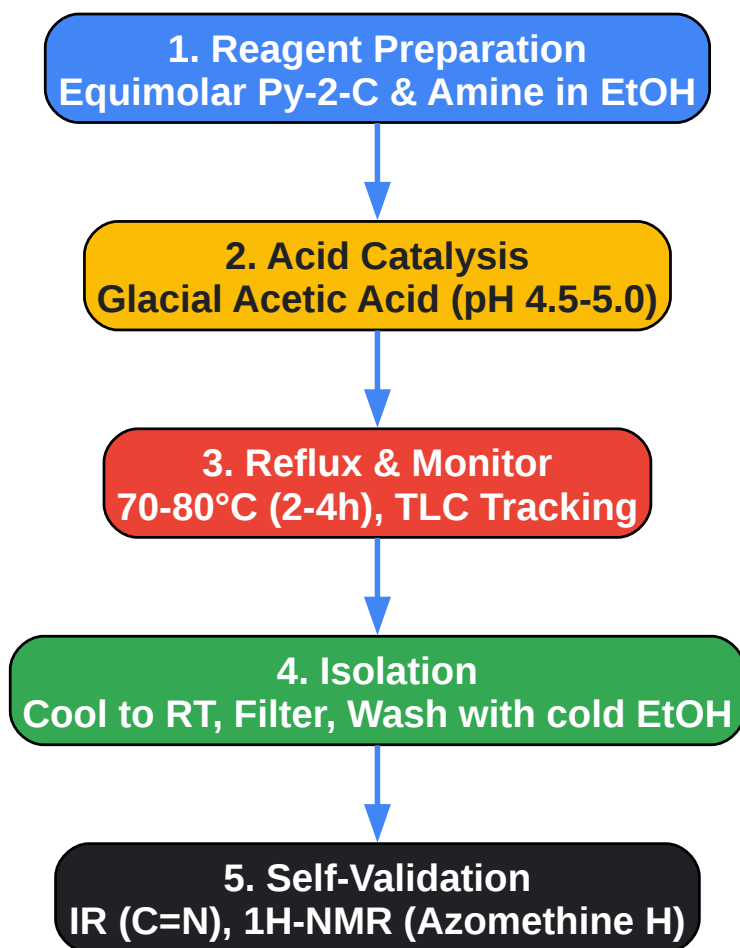 1. Reagent Preparation
Equimolar Py-2-C & Amine in EtOH
2. Acid Catalysis
Glacial Acetic Acid (pH 4.5-5.0)
3. Reflux & Monitor
70-80°C (2-4h), TLC Tracking
4. Isolation
Cool to RT, Filter, Wash with cold EtOH
5. Self-Validation
IR (C=N), 1H-NMR (Azomethine H)